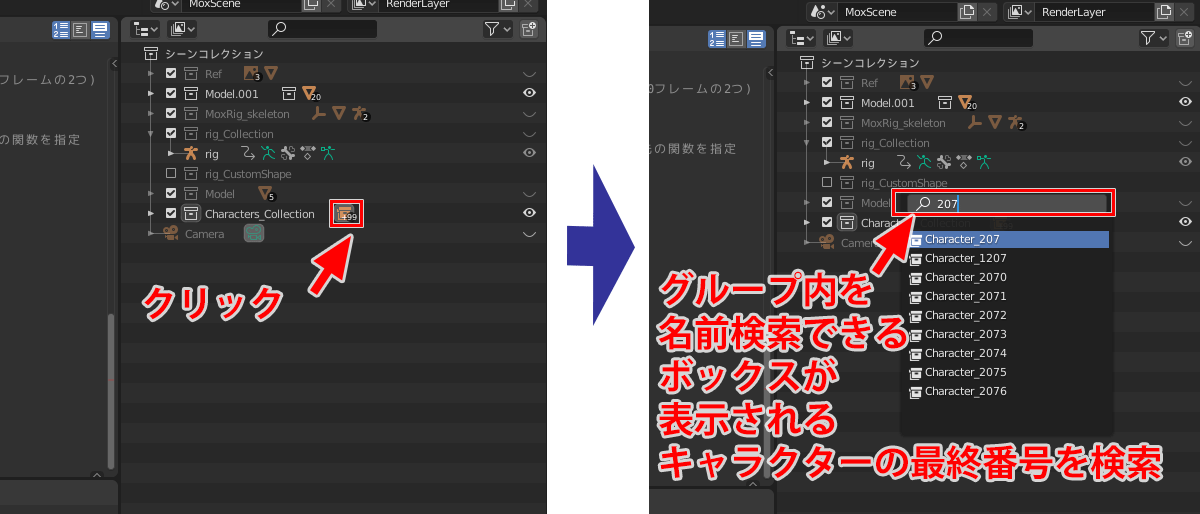 MoxScene
RenderLayer
シーンコレクション
Ref
3
Model.001
20
MoxRig_skeleton
2
rig_Collection
rig
rig_CustomShape
Model
5
Characters_Collection
+99
Camera
フレームの2つ)
の関数を指定
クリック
MoxScene
RenderLayer
シーンコレクション
Ref
3
Model.001
20
MoxRig_skeleton
2
rig_Collection
rig
rig_CustomShape
Mode
Charac
Came
0フレームの2つ)
の関数を指定
207
Character_207
Character_1207
Character_2070
Character_2071
Character_2072
Character_2073
Character_2074
Character_2075
Character_2076
グループ内を
名前検索できる
ボックスが
表示される
キャラクターの最終番号を検索